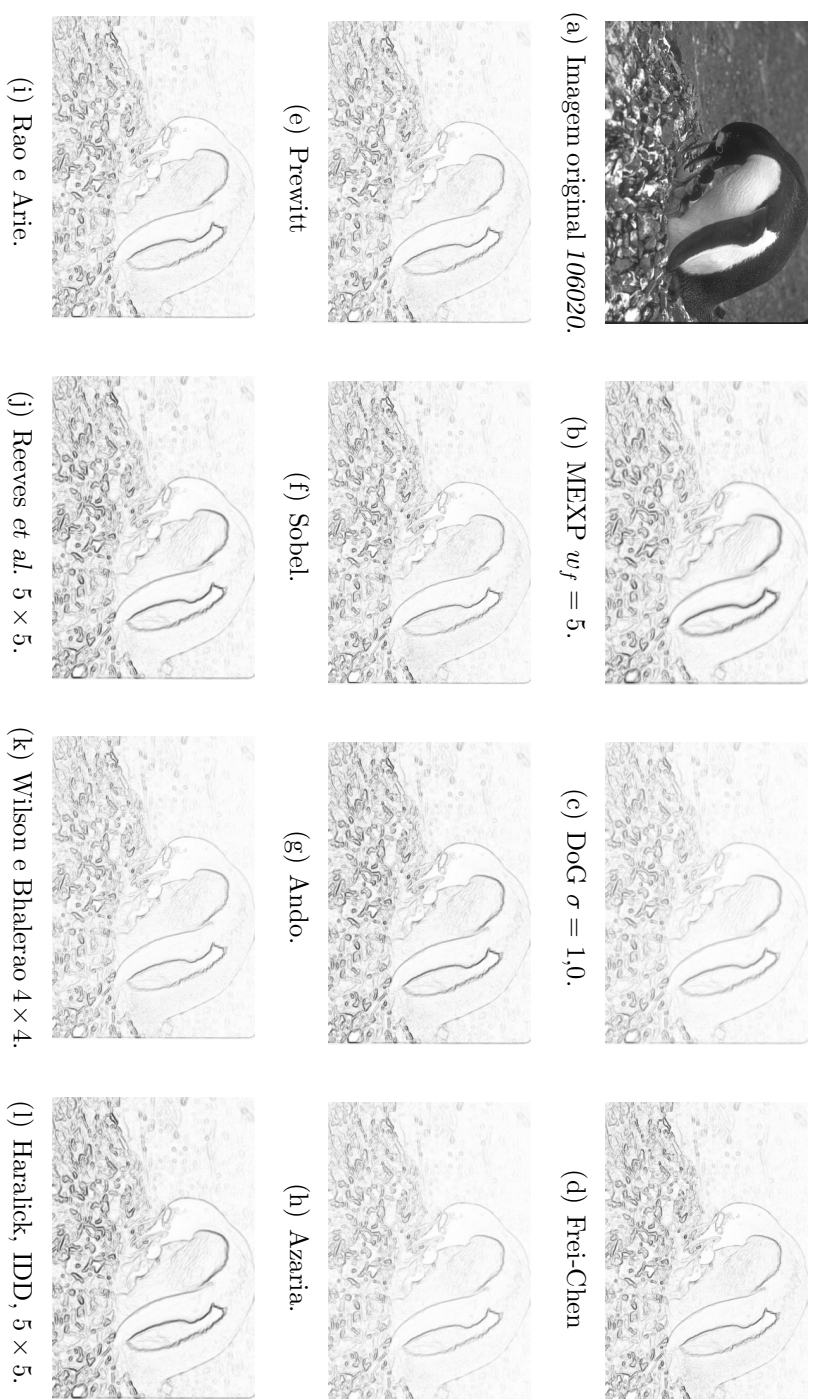 (a) Imagem original 106020.
(b) MEXP w_f = 5.
(c) DoG σ = 1,0.
(d) Frei-Chen
(e) Prewitt
(f) Sobel.
(g) Ando.
(h) Azaria.
(i) Rao e Arie.
(j) Reeves et al. 5 × 5.
(k) Wilson e Bhalerao 4×4.
(l) Haralick, IDD, 5 × 5.